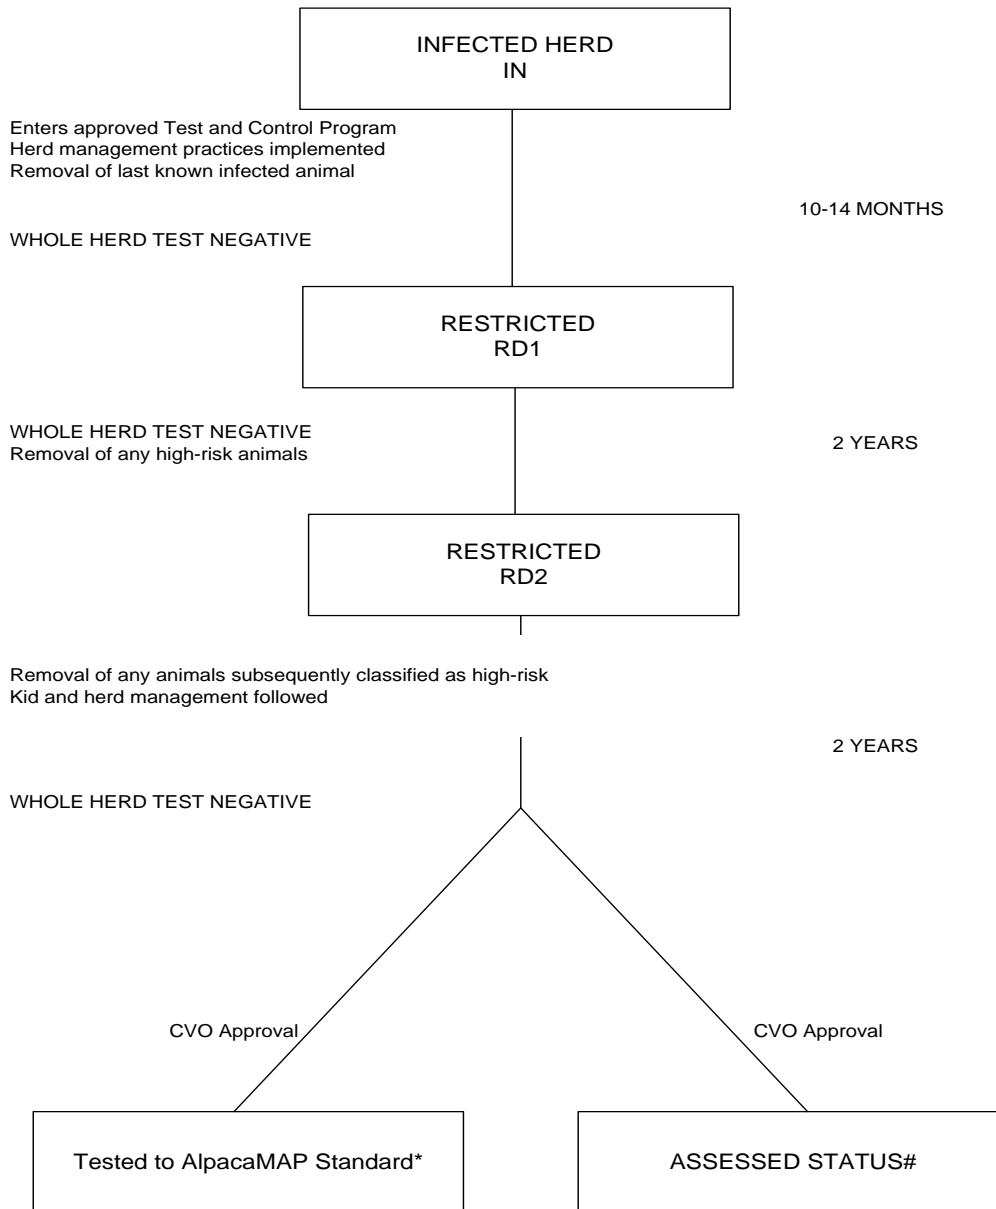 INFECTED HERD
IN
Enters approved Test and Control Program
Herd management practices implemented
Removal of last known infected animal
10-14 MONTHS
WHOLE HERD TEST NEGATIVE
RESTRICTED
RD1
WHOLE HERD TEST NEGATIVE
Removal of any high-risk animals
2 YEARS
RESTRICTED
RD2
Removal of any animals subsequently classified as high-risk
Kid and herd management followed
2 YEARS
WHOLE HERD TEST NEGATIVE
CVO Approval
CVO Approval
Tested to AlpacaMAP Standard*
ASSESSED STATUS#